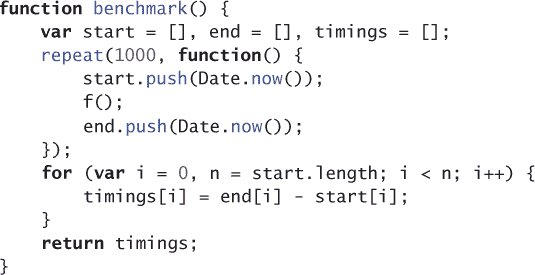 function benchmark() {
    var start = [], end = [], timings = [];
    repeat(1000, function() {
        start.push(Date.now());
        f();
        end.push(Date.now());
    });
    for (var i = 0, n = start.length; i < n; i++) {
        timings[i] = end[i] - start[i];
    }
    return timings;
}